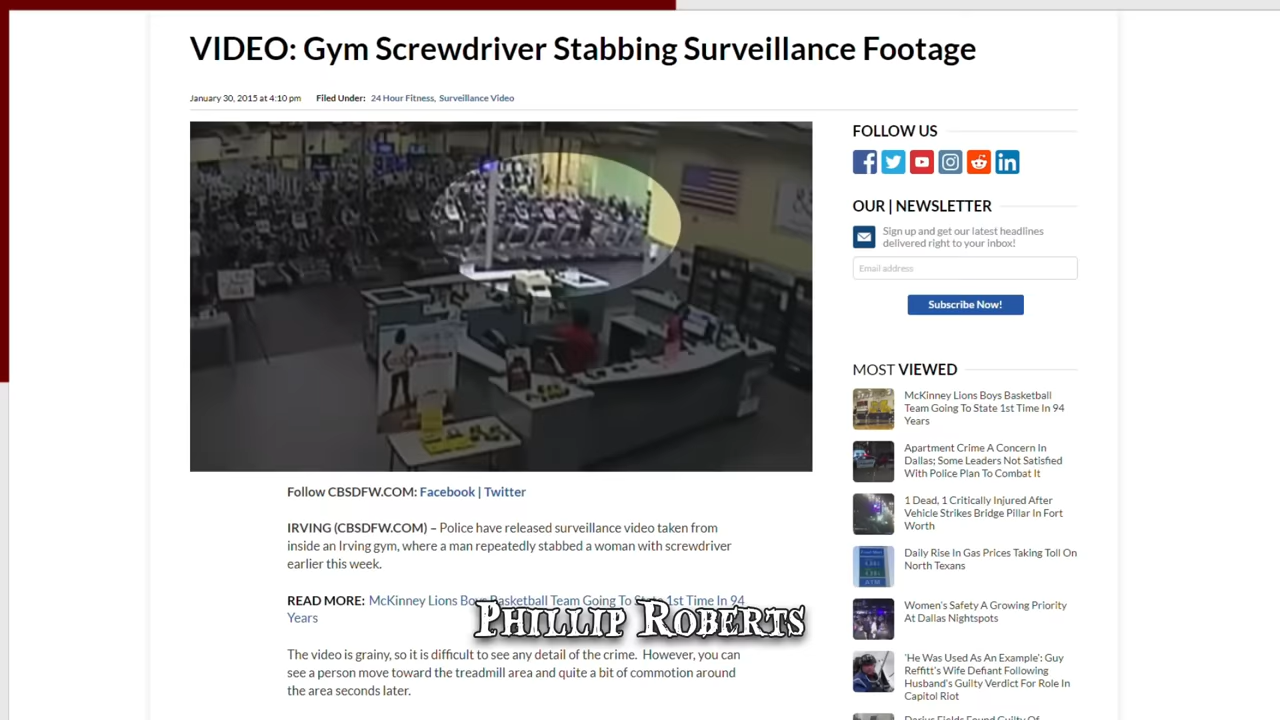 VIDEO: Gym Screwdriver Stabbing Surveillance Footage
January 30, 2015 at 4:10 pm Filed Under: 24 Hour Fitness, Surveillance Video
Follow CBSDFW.COM: Facebook | Twitter
IRVING (CBSDFW.COM) – Police have released surveillance video taken from
inside an Irving gym, where a man repeatedly stabbed a woman with screwdriver
earlier this week.
READ MORE: McKinney Lions Boys Basketball Team Going To State 1st Time In 94
Years
PHILLIP ROBERTS
The video is grainy, so it is difficult to see any detail of the crime. However, you can
see a person move toward the treadmill area and quite a bit of commotion around
the area seconds later.
FOLLOW US
OUR | NEWSLETTER
Sign up and get our latest headlines
delivered right to your inbox!
Email address
Subscribe Now!
MOST VIEWED
McKinney Lions Boys Basketball
Team Going To State 1st Time In 94
Years
Apartment Crime A Concern In
Dallas; Some Leaders Not Satisfied
With Police Plan To Combat It
1 Dead, 1 Critically Injured After
Vehicle Strikes Bridge Pillar In Fort
Worth
Daily Rise In Gas Prices Taking Toll On
North Texans
Women's Safety A Growing Priority
At Dallas Nightspots
'He Was Used As An Example': Guy
Reffitt's Wife Defiant Following
Husband's Guilty Verdict For Role In
Capitol Riot
Darius Fields Found Guilty Of